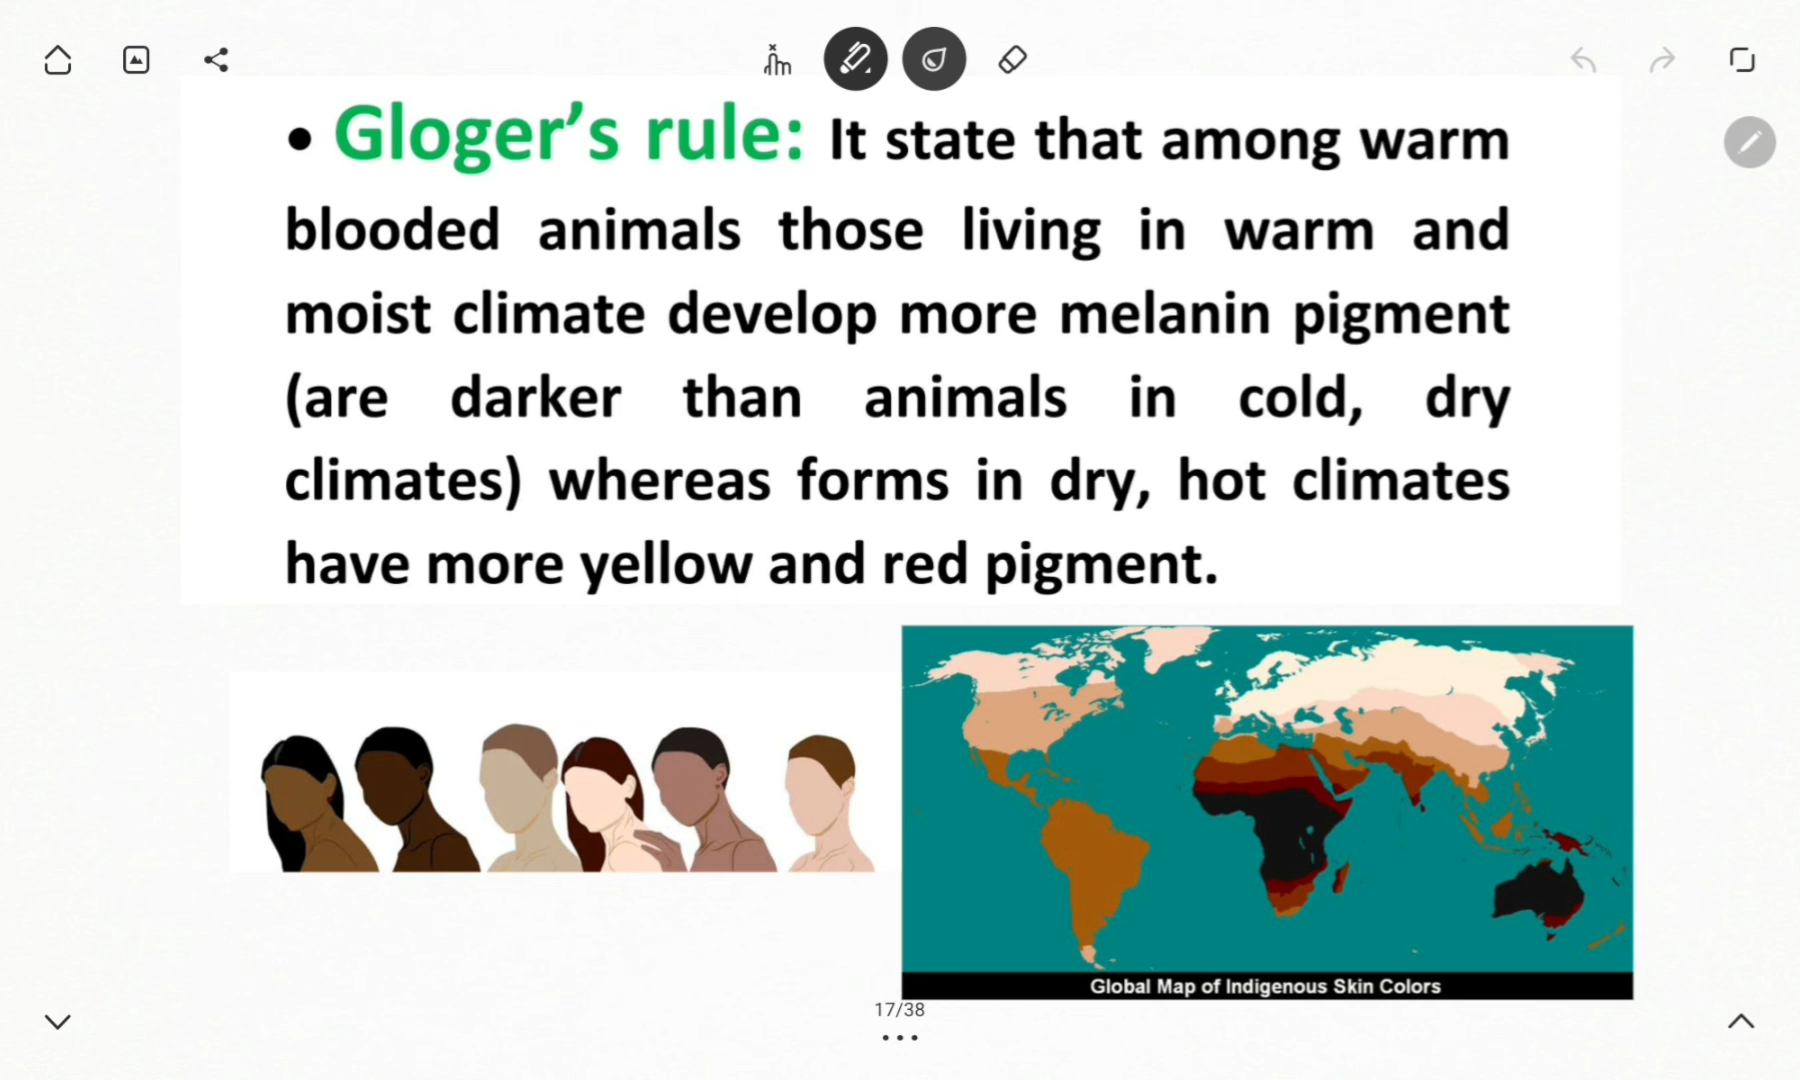 • Gloger’s rule: It state that among warm
blooded animals those living in warm and
moist climate develop more melanin pigment
(are darker than animals in cold, dry
climates) whereas forms in dry, hot climates
have more yellow and red pigment.
Global Map of Indigenous Skin Colors
17/38